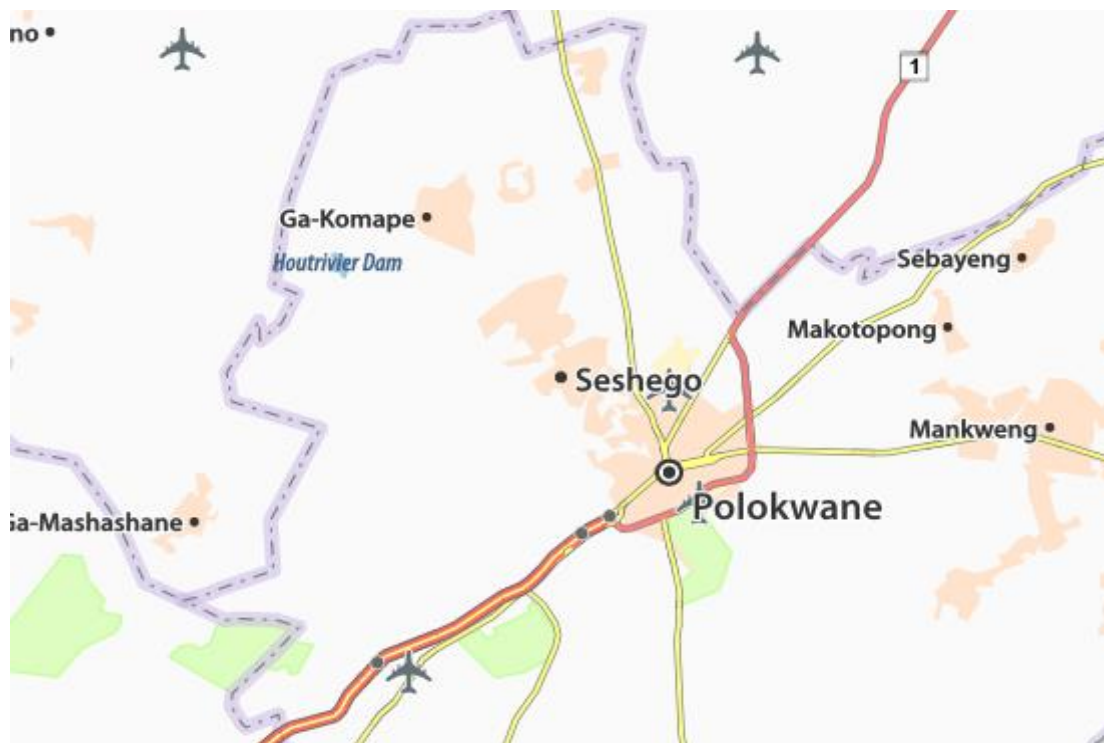 no
1
Ga-Komape
Houtrivier Dam
Sebayeng
Makotopong
Seshego
Mankweng
Polokwane
Ga-Mashashane